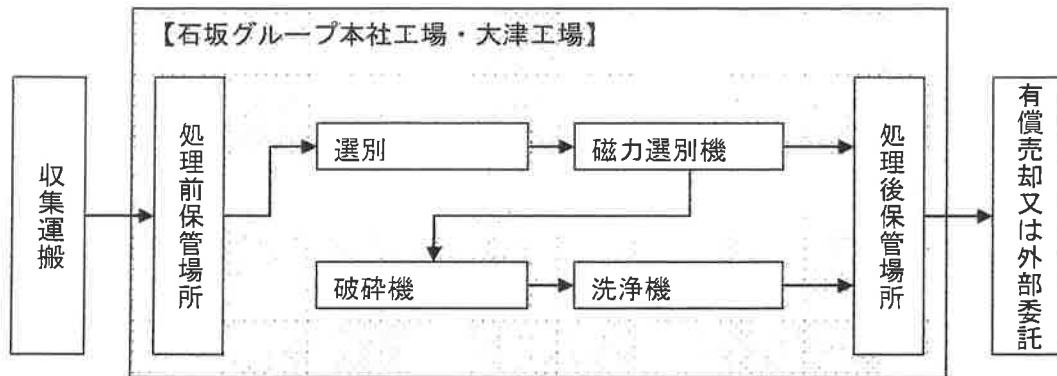 【石坂グループ本社工場・大津工場】
収集運搬
処理前保管場所
選別
磁力選別機
破砕機
洗浄機
処理後保管場所
有償売却又は外部委託